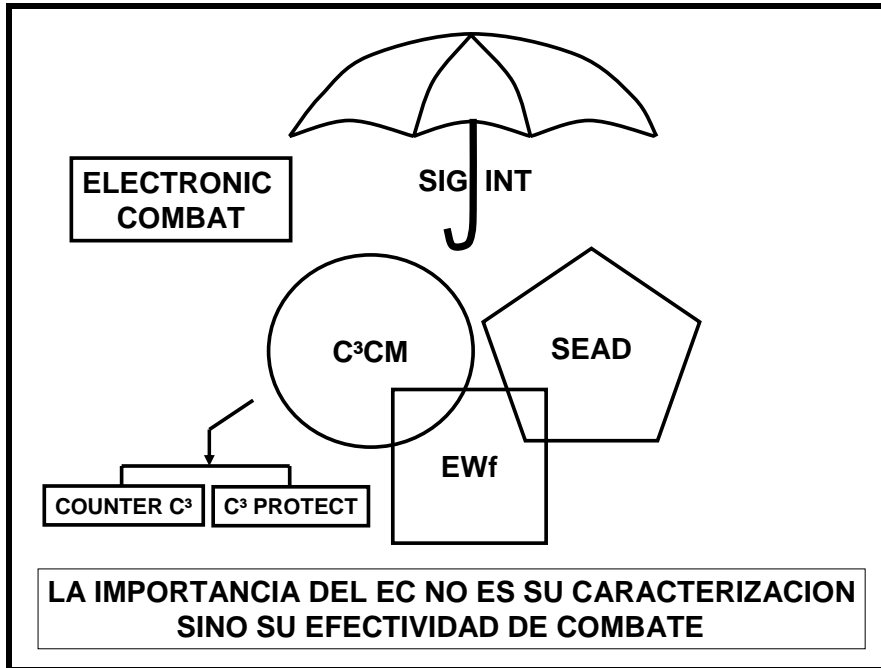 ELECTRONIC
COMBAT
SIG INT
C³CM
SEAD
EWf
COUNTER C³
C³ PROTECT
LA IMPORTANCIA DEL EC NO ES SU CARACTERIZACION
SINO SU EFECTIVIDAD DE COMBATE